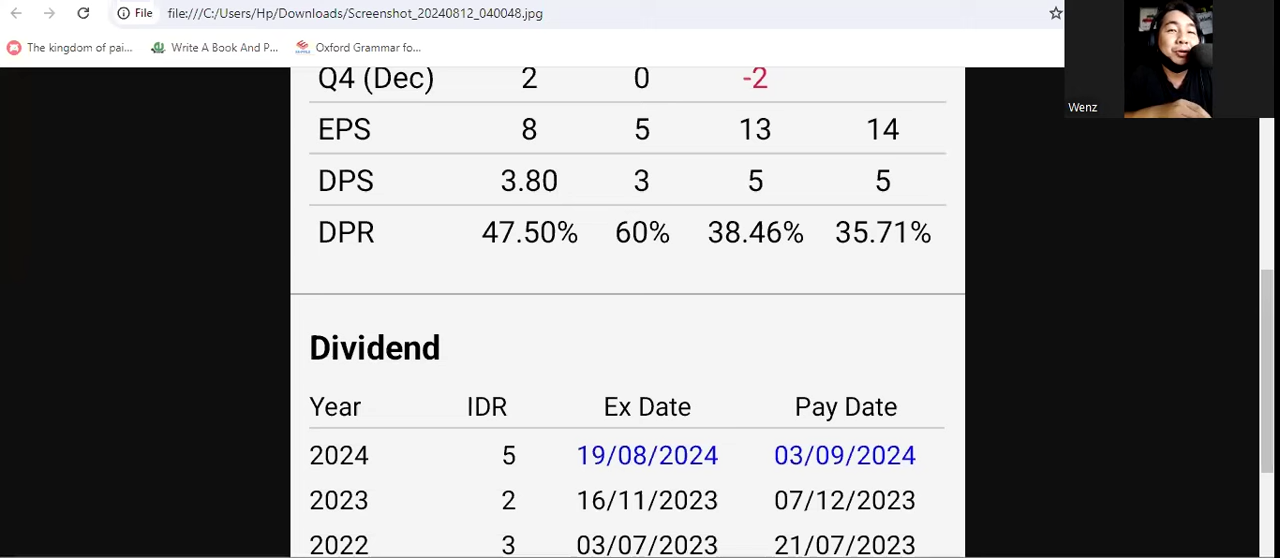 File file:///C:/Users/Hp/Downloads/Screenshot_20240812_040048.jpg
The kingdom of pai... Write A Book And P... Oxford Grammar fo...
Wenz
Q4 (Dec) 2 0 -2
EPS 8 5 13 14
DPS 3.80 3 5 5
DPR 47.50% 60% 38.46% 35.71%
Dividend
Year IDR Ex Date Pay Date
2024 5 19/08/2024 03/09/2024
2023 2 16/11/2023 07/12/2023
2022 3 03/07/2023 21/07/2023